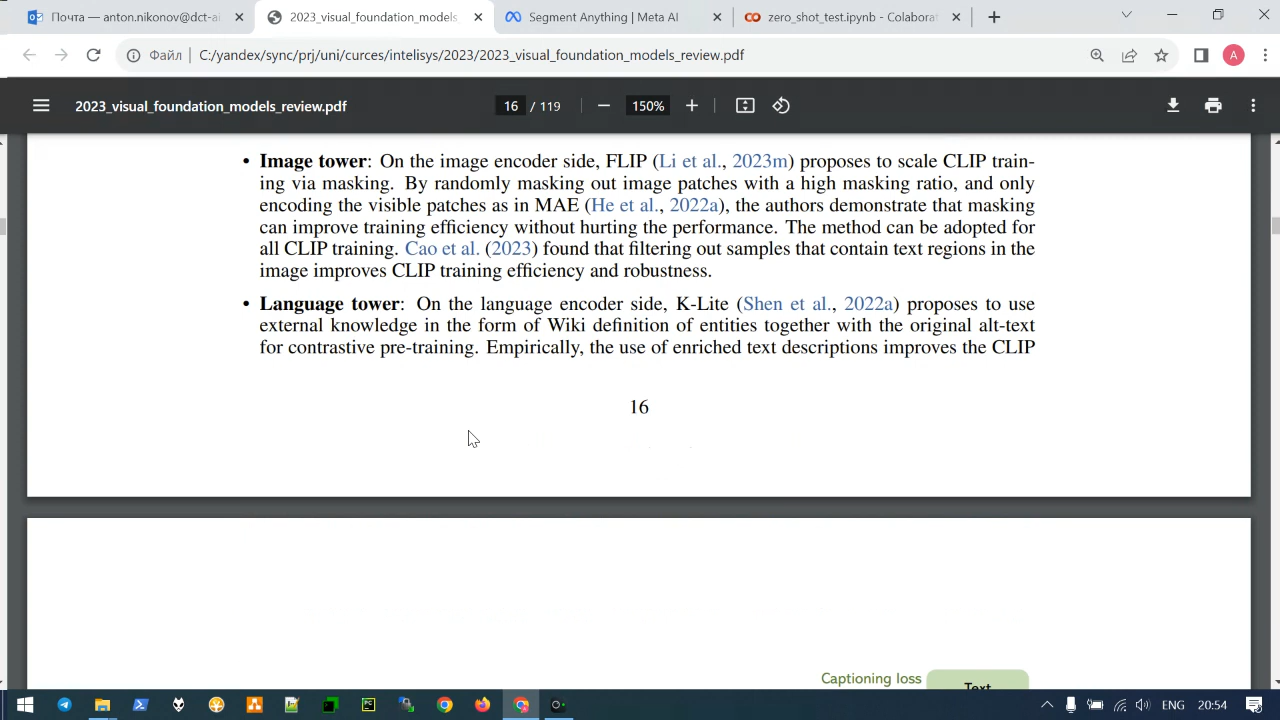 Почта — anton.nikonov@dct-ai
2023_visual_foundation_models
Segment Anything | Meta AI
zero_shot_test.ipynb - Colaborat
Файл
C:/yandex/sync/prj/uni/curces/intelisys/2023/2023_visual_foundation_models_review.pdf
A
2023_visual_foundation_models_review.pdf
16 / 119
150%
• Image tower: On the image encoder side, FLIP (Li et al., 2023m) proposes to scale CLIP train-
ing via masking. By randomly masking out image patches with a high masking ratio, and only
encoding the visible patches as in MAE (He et al., 2022a), the authors demonstrate that masking
can improve training efficiency without hurting the performance. The method can be adopted for
all CLIP training. Cao et al. (2023) found that filtering out samples that contain text regions in the
image improves CLIP training efficiency and robustness.
• Language tower: On the language encoder side, K-Lite (Shen et al., 2022a) proposes to use
external knowledge in the form of Wiki definition of entities together with the original alt-text
for contrastive pre-training. Empirically, the use of enriched text descriptions improves the CLIP
16
Captioning loss
Text
ENG
20:54